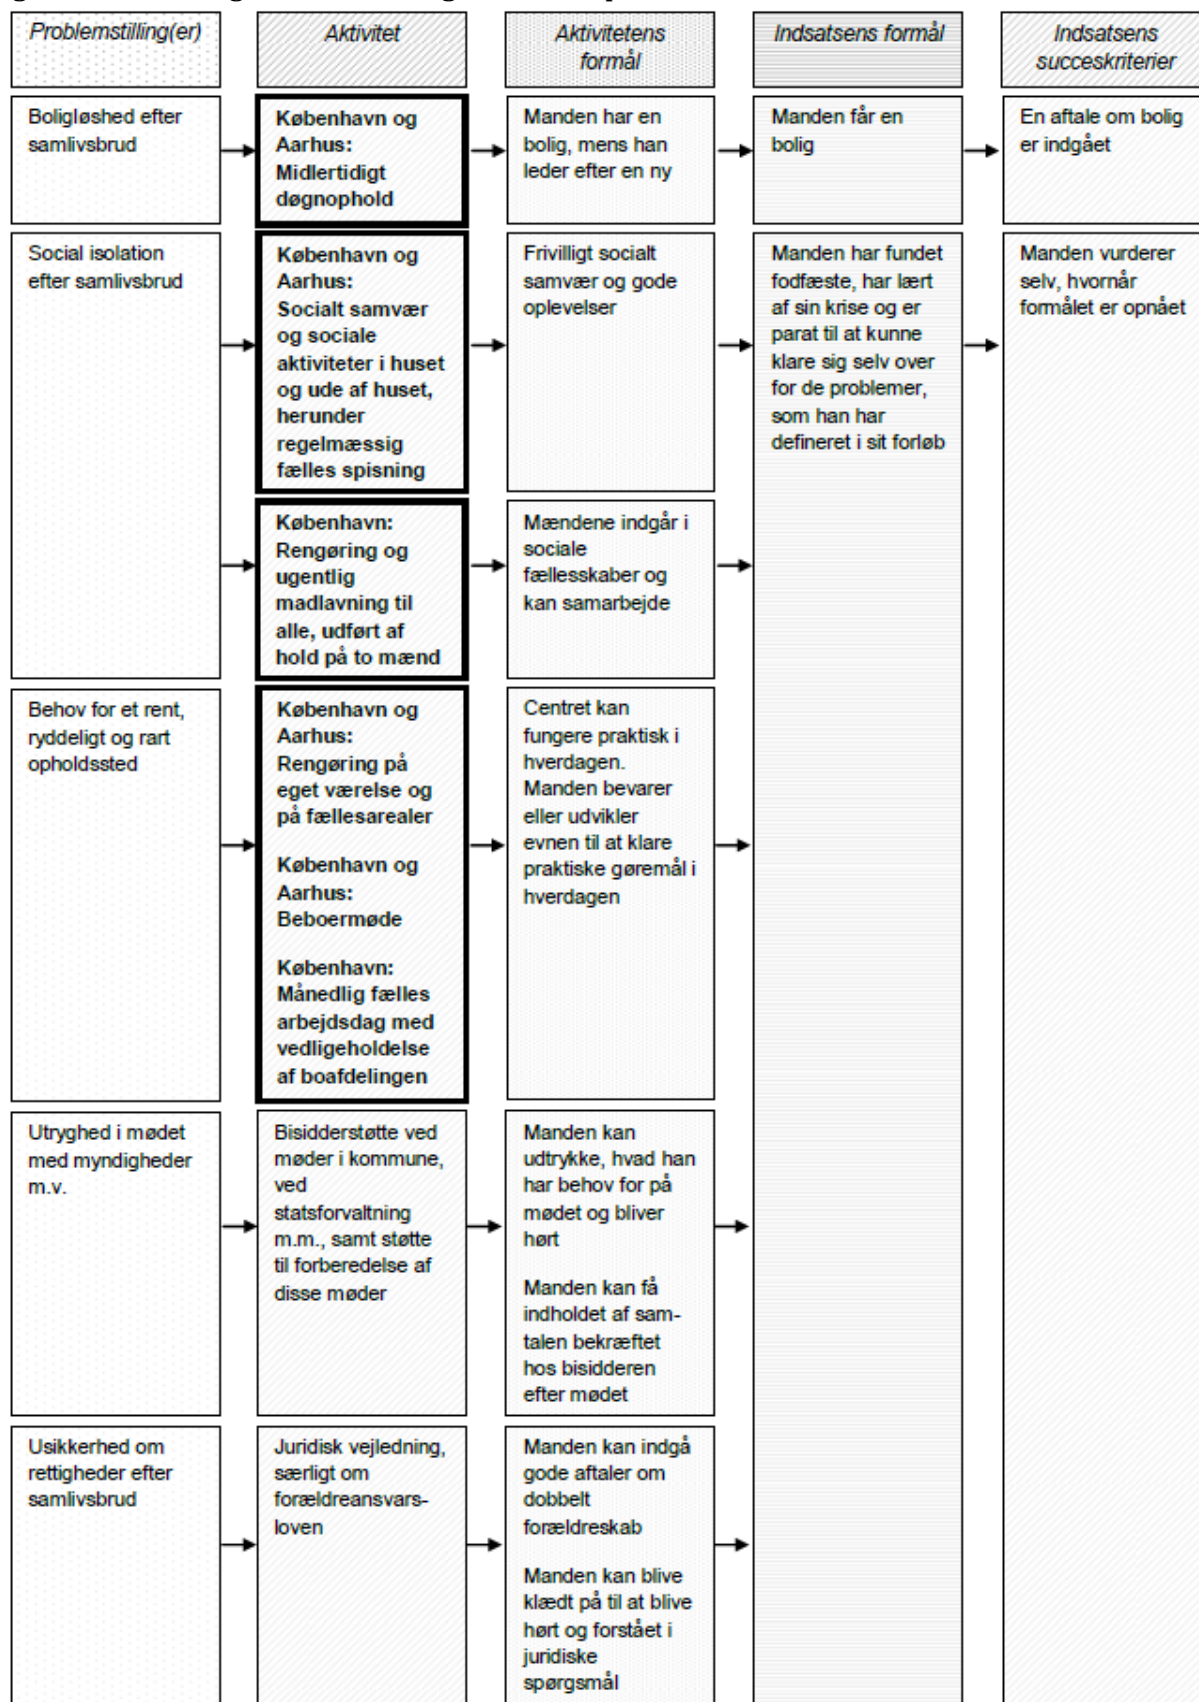 Problemstilling(er)
Aktivitet
Aktivitetens
formål
Indsatsens formål
Indsatsens
succeskriterier
Boligløshed efter
samlivsbrud
København og
Aarhus:
Midlertidigt
døgnophold
Manden har en
bolig, mens han
leder efter en ny
Manden får en
bolig
En aftale om bolig
er indgået
Social isolation
efter samlivsbrud
København og
Aarhus:
Socialt samvær
og sociale
aktiviteter i huset
og ude af huset,
herunder
regelmæssig
fælles spisning
Frivilligt socialt
samvær og gode
oplevelser
Manden har fundet
fodfæste, har lært
af sin krise og er
parat til at kunne
klare sig selv over
for de problemer,
som han har
defineret i sit forløb
Manden vurderer
selv, hvornår
formålet er opnået
København:
Rengøring og
ugentlig
madlavning til
alle, udført af
hold på to mænd
Mændene indgår i
sociale
fællesskaber og
kan samarbejde
Behov for et rent,
ryddeligt og rart
opholdssted
København og
Aarhus:
Rengøring på
eget værelse og
på fællesarealer
København og
Aarhus:
Beboermøde
København:
Månedlig fælles
arbejdsdag med
vedligeholdelse
af boafdelingen
Centret kan
fungere praktisk i
hverdagen.
Manden bevarer
eller udvikler
evnen til at klare
praktiske gøremål i
hverdagen
Utryghed i mødet
med myndigheder
m.v.
Bisidderstøtte ved
møder i kommune,
ved
statsforvaltning
m.m., samt støtte
til forberedelse af
disse møder
Manden kan
udtrykke, hvad han
har behov for på
mødet og bliver
hørt
Manden kan få
indholdet af sam-
talen bekræftet
hos bisidderen
efter mødet
Usikkerhed om
rettigheder efter
samlivsbrud
Juridisk vejledning,
særligt om
forældreansvars-
loven
Manden kan indgå
gode aftaler om
dobbelt
forældreskab
Manden kan blive
klædt på til at blive
hørt og forstået i
juridiske
spørgsmål